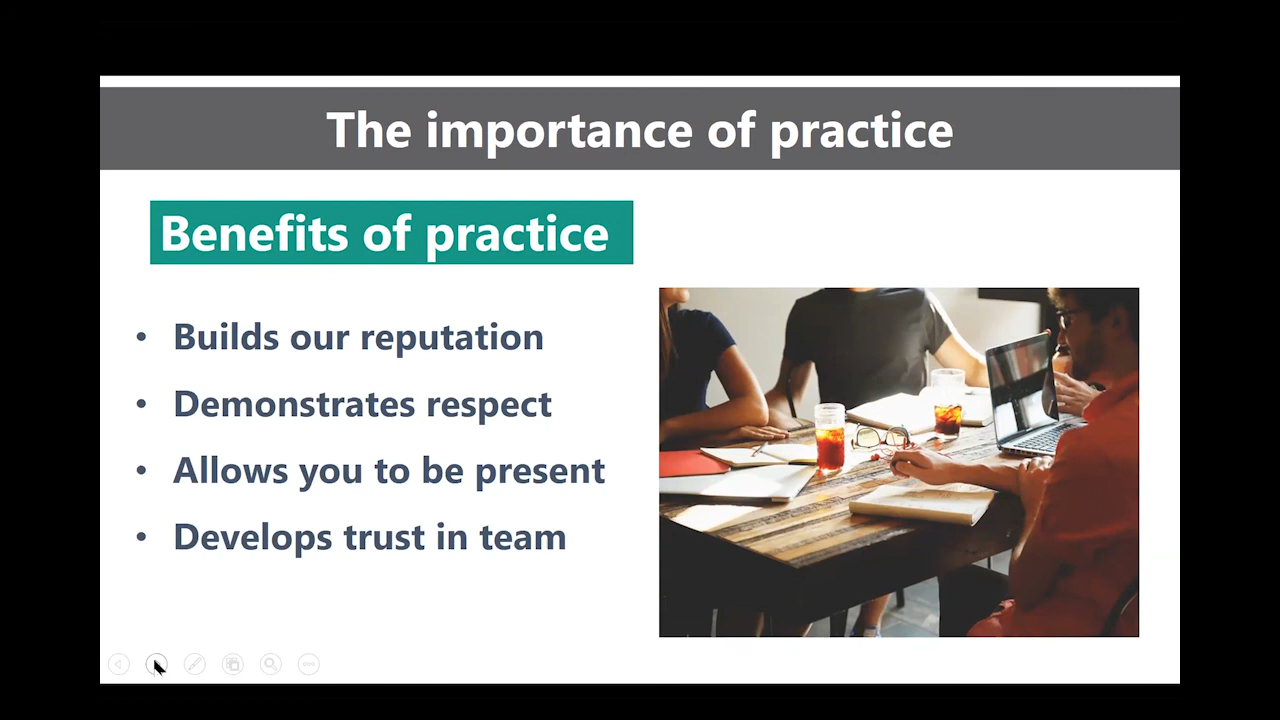 The importance of practice
Benefits of practice
• Builds our reputation
• Demonstrates respect
• Allows you to be present
• Develops trust in team